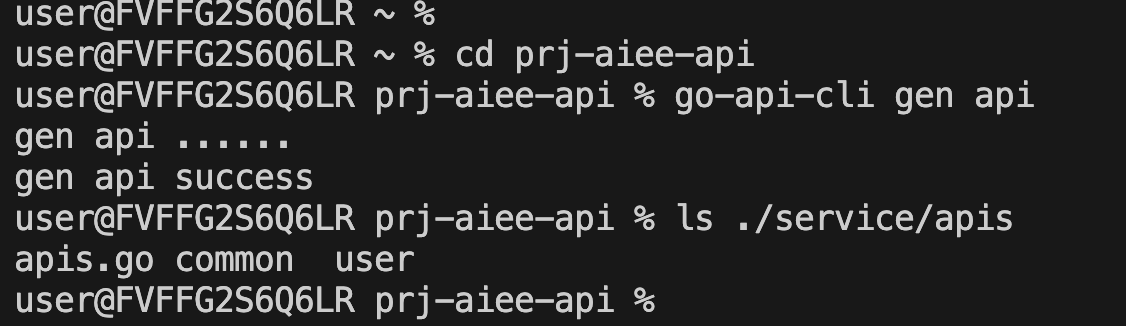 user@FVFFG2S6Q6LR ~ %
user@FVFFG2S6Q6LR ~ % cd prj-aiee-api
user@FVFFG2S6Q6LR prj-aiee-api % go-api-cli gen api
gen api ......
gen api success
user@FVFFG2S6Q6LR prj-aiee-api % ls ./service/apis
apis.go common  user
user@FVFFG2S6Q6LR prj-aiee-api %